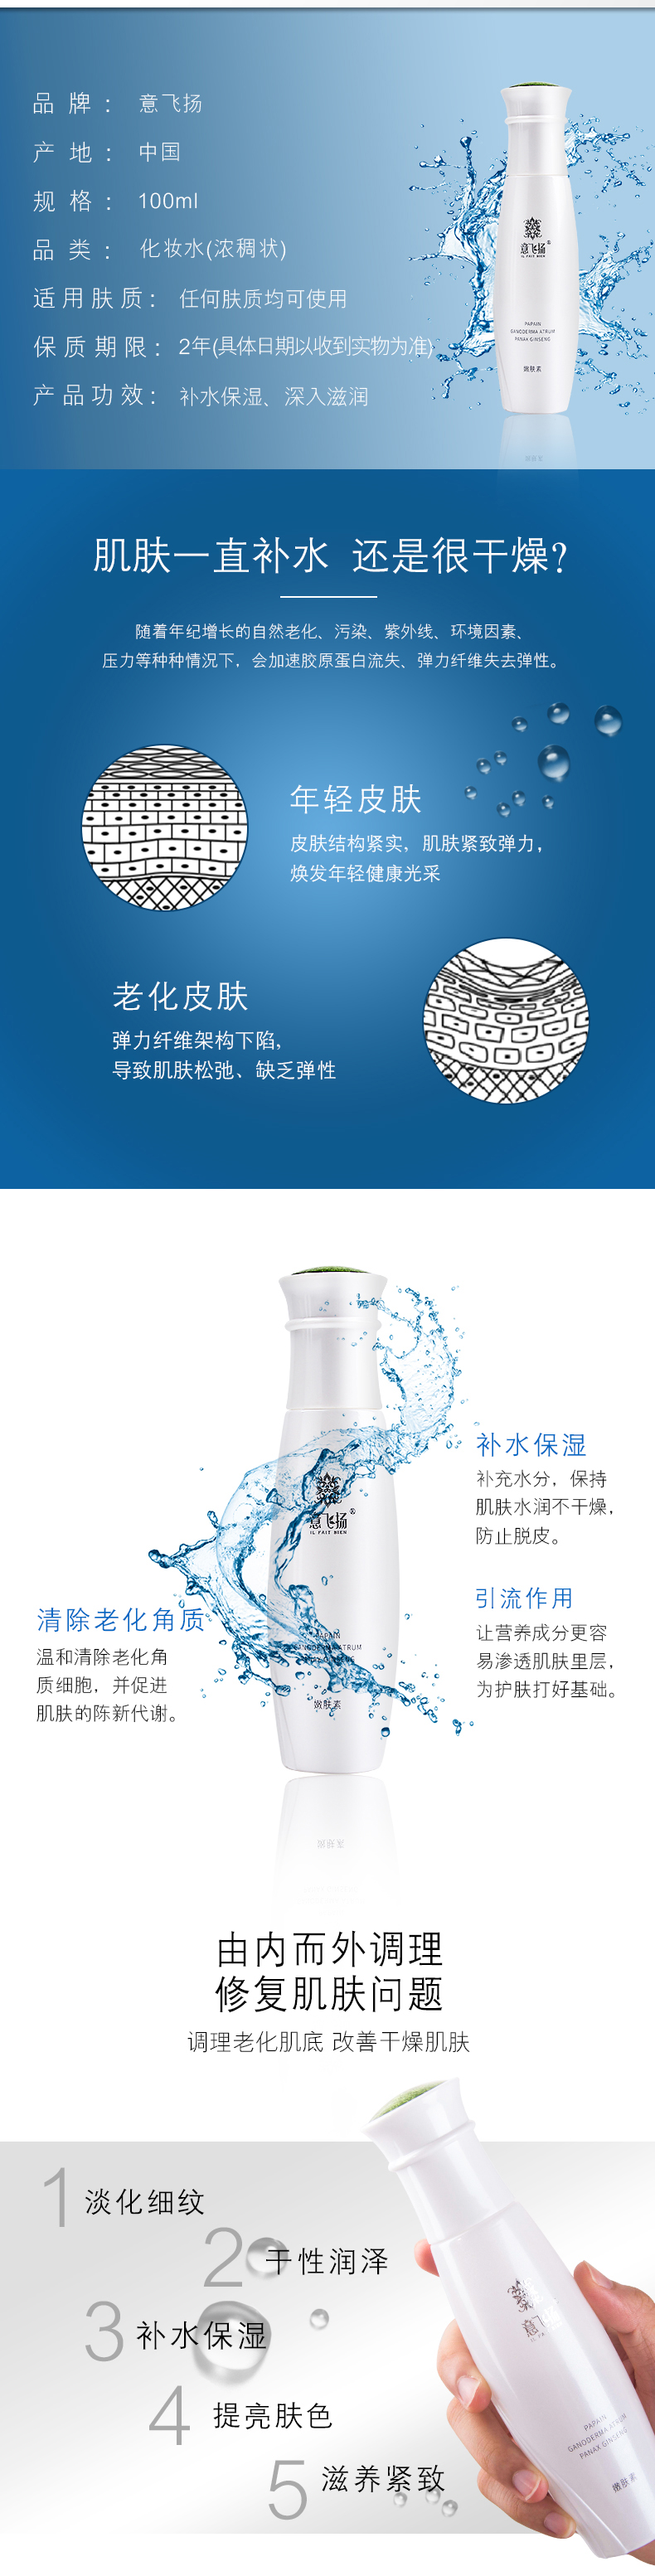 品牌： 意飞扬
产地： 中国
规格： 100ml
品类： 化妆水(浓稠状)
适用肤质： 任何肤质均可使用
保质期限： 2年(具体日期以收到实物为准)
产品功效： 补水保湿、深入滋润
意飞扬®
IL FAIT BIEN
PAPAIN
GANODERMA ATRUM
PANAX GINSENG
嫩肤素
肌肤一直补水 还是很干燥?
随着年纪增长的自然老化、污染、紫外线、环境因素、
压力等种种情况下，会加速胶原蛋白流失、弹力纤维失去弹性。
年轻皮肤
皮肤结构紧实，肌肤紧致弹力，
焕发年轻健康光采
老化皮肤
弹力纤维架构下陷，
导致肌肤松弛、缺乏弹性
补水保湿
补充水分，保持
肌肤水润不干燥，
防止脱皮。
意飞扬®
IL FAIT BIEN
引流作用
让营养成分更容
易渗透肌肤里层，
为护肤打好基础。
清除老化角质
温和清除老化角
质细胞，并促进
肌肤的陈新代谢。
PAPAIN
GANODERMA ATRUM
嫩肤素
由内而外调理
修复肌肤问题
调理老化肌底 改善干燥肌肤
1 淡化细纹
2 干性润泽
3 补水保湿
4 提亮肤色
5 滋养紧致
意飞扬
PAPAIN
GANODERMA ATRUM
PANAX GINSENG
嫩肤素